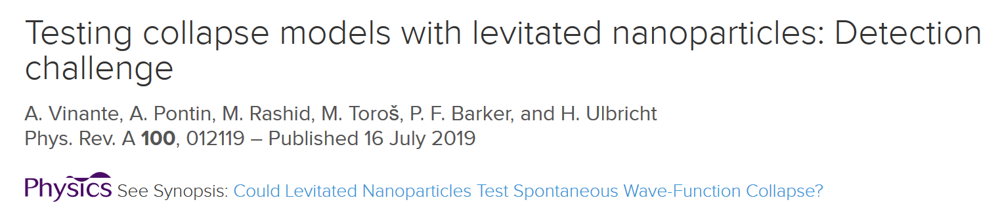 Testing collapse models with levitated nanoparticles: Detection
challenge
A. Vinante, A. Pontin, M. Rashid, M. Toroš, P. F. Barker, and H. Ulbricht
Phys. Rev. A 100, 012119 – Published 16 July 2019
Physics See Synopsis: Could Levitated Nanoparticles Test Spontaneous Wave-Function Collapse?